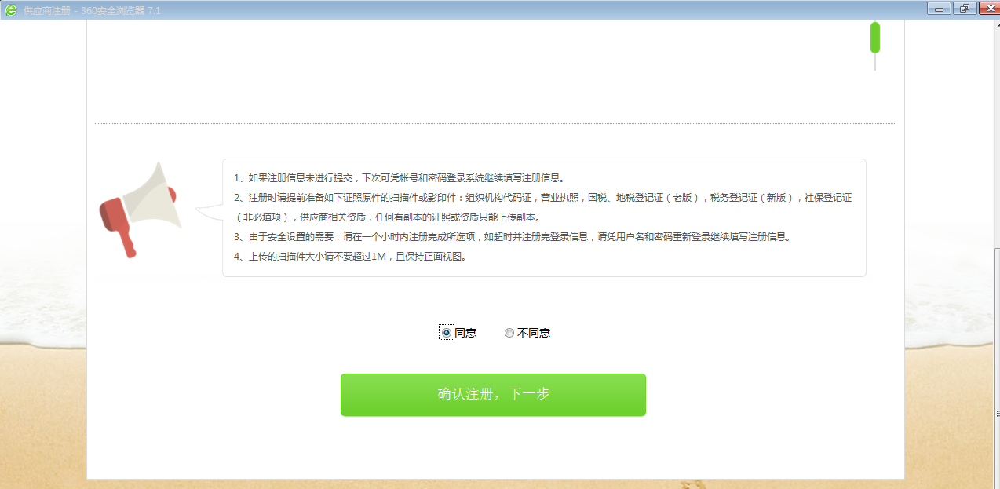 供应商注册 - 360安全浏览器 7.1
1、如果注册信息未进行提交，下次可凭帐号和密码登录系统继续填写注册信息。
2、注册时请提前准备如下证照原件的扫描件或影印件：组织机构代码证，营业执照，国税、地税登记证（老版），税务登记证（新版），社保登记证
（非必填项），供应商相关资质，任何有副本的证照或资质只能上传副本。
3、由于安全设置的需要，请在一个小时内注册完成所选项，如超时并注册完登录信息，请凭用户名和密码重新登录继续填写注册信息。
4、上传的扫描件大小请不要超过1M，且保持正面视图。
同意 不同意
确认注册，下一步